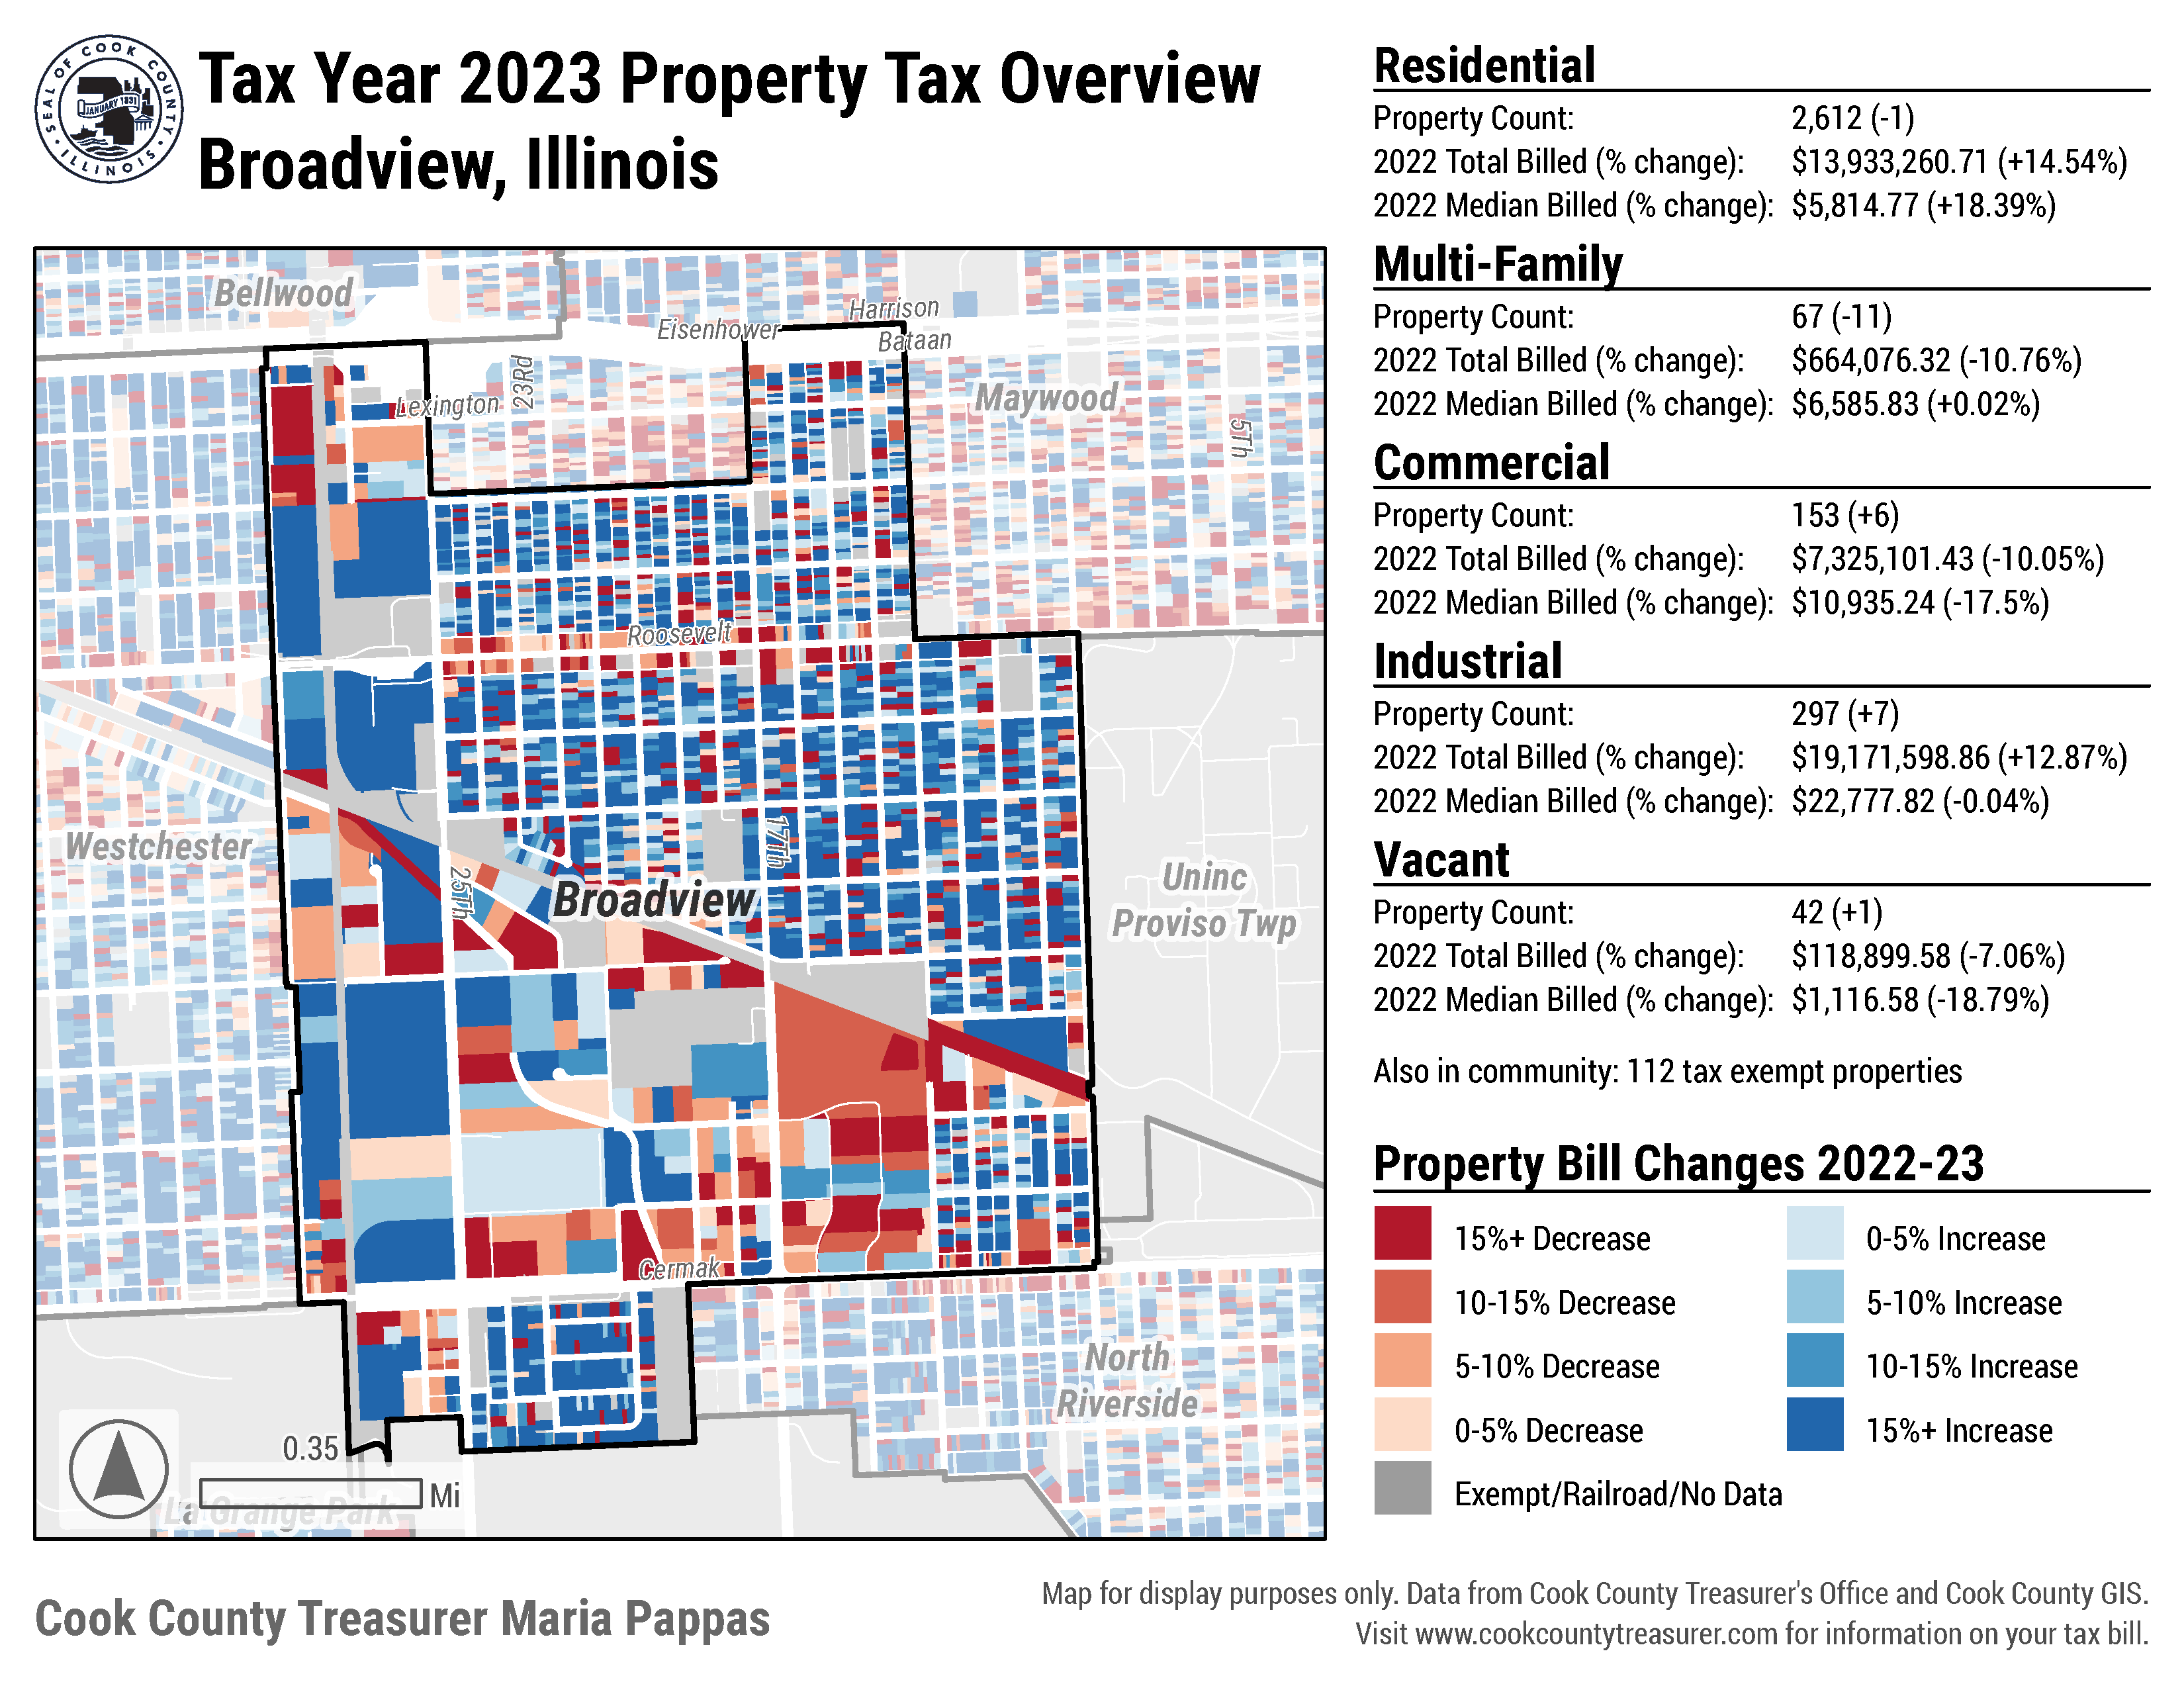 SEAL OF COOK COUNTY
JANUARY 1831
• ILLINOIS •
Tax Year 2023 Property Tax Overview
Broadview, Illinois
Bellwood
Harrison
Eisenhower
Bataan
23Rd
Lexington
Maywood
5Th
Roosevelt
Westchester
17Th
25Th
Broadview
Uninc
Proviso Twp
Cermak
North
Riverside
0.35
Mi
La Grange Park
Residential
Property Count: 2,612 (-1)
2022 Total Billed (% change): $13,933,260.71 (+14.54%)
2022 Median Billed (% change): $5,814.77 (+18.39%)
Multi-Family
Property Count: 67 (-11)
2022 Total Billed (% change): $664,076.32 (-10.76%)
2022 Median Billed (% change): $6,585.83 (+0.02%)
Commercial
Property Count: 153 (+6)
2022 Total Billed (% change): $7,325,101.43 (-10.05%)
2022 Median Billed (% change): $10,935.24 (-17.5%)
Industrial
Property Count: 297 (+7)
2022 Total Billed (% change): $19,171,598.86 (+12.87%)
2022 Median Billed (% change): $22,777.82 (-0.04%)
Vacant
Property Count: 42 (+1)
2022 Total Billed (% change): $118,899.58 (-7.06%)
2022 Median Billed (% change): $1,116.58 (-18.79%)
Also in community: 112 tax exempt properties
Property Bill Changes 2022-23
15%+ Decrease
0-5% Increase
10-15% Decrease
5-10% Increase
5-10% Decrease
10-15% Increase
0-5% Decrease
15%+ Increase
Exempt/Railroad/No Data
Cook County Treasurer Maria Pappas
Map for display purposes only. Data from Cook County Treasurer's Office and Cook County GIS.
Visit www.cookcountytreasurer.com for information on your tax bill.